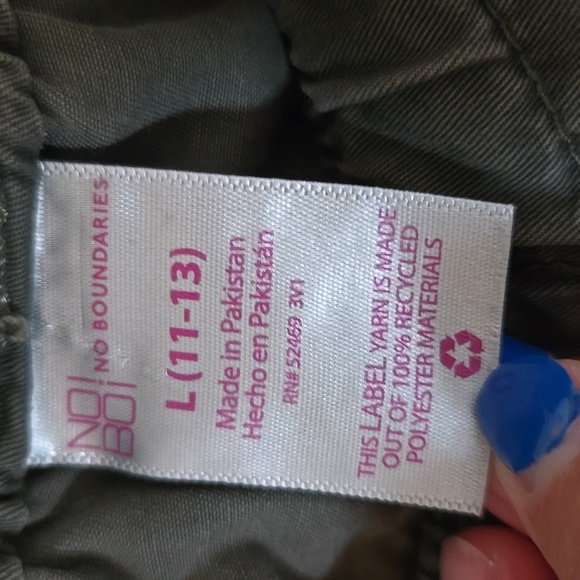 NO!
BO!
NO BOUNDARIES
L (11-13)
Made in Pakistan
Hecho en Pakistán
RN# 52469 3V1
THIS LABEL YARN IS MADE
OUT OF 100% RECYCLED
POLYESTER MATERIALS